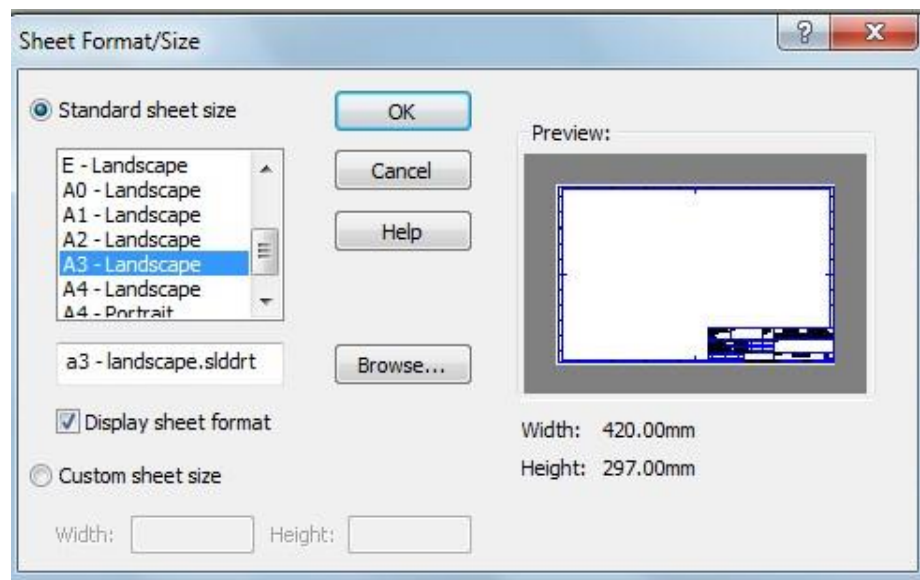 Sheet Format/Size
Standard sheet size
E - Landscape
A0 - Landscape
A1 - Landscape
A2 - Landscape
A3 - Landscape
A4 - Landscape
A4 - Portrait
a3 - landscape.slddrt
Display sheet format
Custom sheet size
Width:
Height:
OK
Cancel
Help
Browse...
Preview:
Width: 420.00mm
Height: 297.00mm